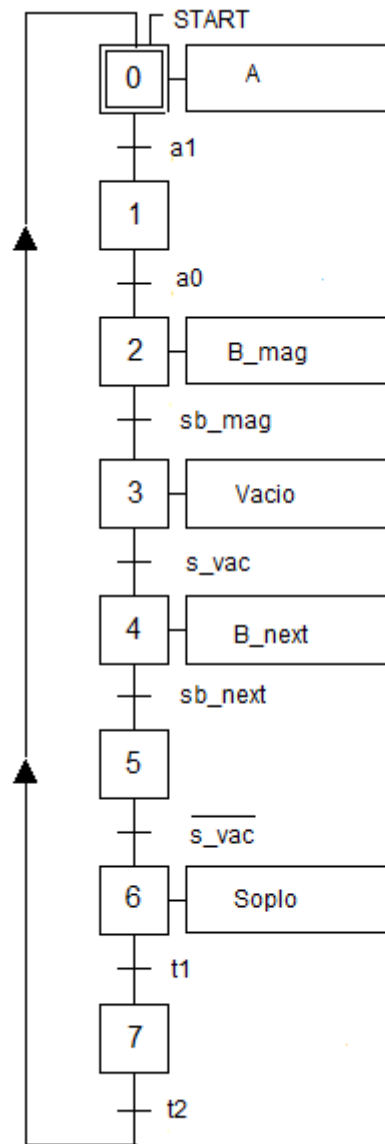 START
0 A
a1
1
a0
2 B_mag
sb_mag
3 Vacio
s_vac
4 B_next
sb_next
5
s_vac
6 Soplo
t1
7
t2